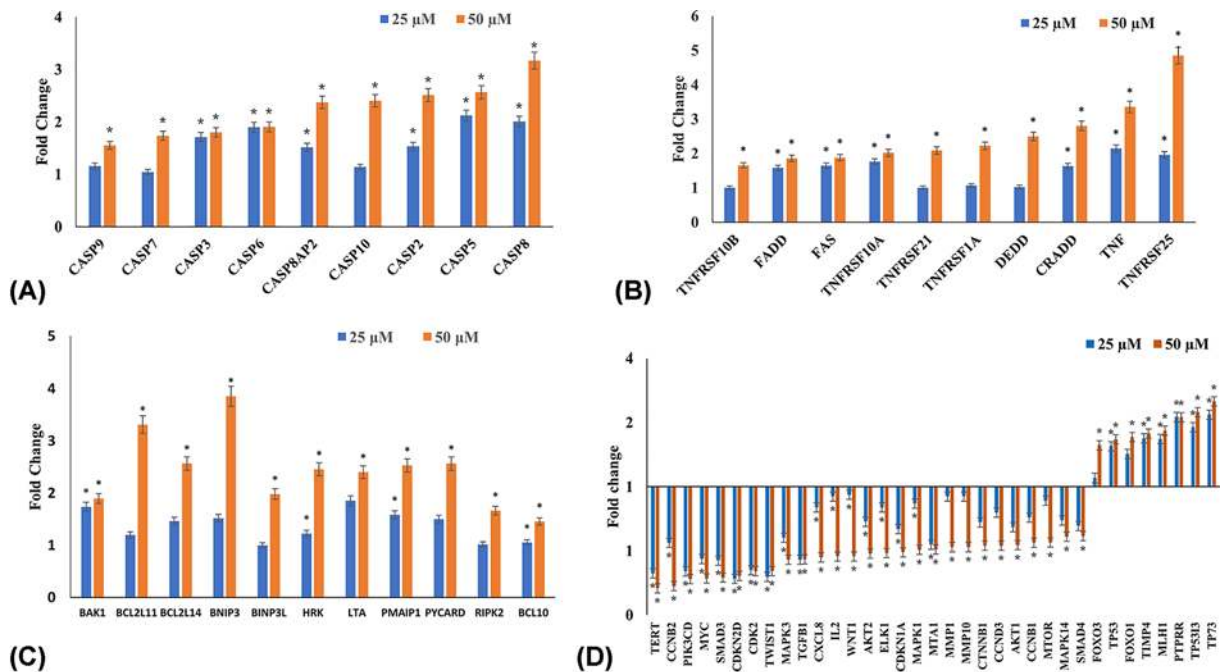 4
3
2
1
0
Fold Change
25 µM 50 µM
* * * * * * * * * * * * * * *
CASP9 CASP7 CASP3 CASP6 CASP8AP2 CASP10 CASP2 CASP5 CASP8
(A)
6
5
4
3
2
1
0
Fold Change
25 µM 50 µM
* * * * * * * * * * * * * * * *
TNFRSF10B FADD FAS TNFRSF10A TNFRSF21 TNFRSF1A DEDD CRADD TNF TNFRSF25
(B)
5
4
3
2
1
0
Fold Change
25 µM 50 µM
* * * * * * * * * * * * * * *
BAK1 BCL2L11 BCL2L14 BNIP3 BINP3L HRK LTA PMAIP1 PYCARD RIPK2 BCL10
(C)
4
2
1
1
0
Fold change
25 µM 50 µM
TERT CCNB2 PIK3CD MYC SMAD3 CDKN2D CDK2 TWIST1 MAPK3 TGFB1 CXCL8 IL2 WNT1 AKT2 ELK1 CDKN1A MAPK1 MTA1 MMP1 MMP10 CTNNB1 CCND3 AKT1 CCNB1 MTOR MAPK14 SMAD4 FOXO3 TP53 FOXO1 TIMP4 MLH1 PTPRR TP53I3 TP73
(D)